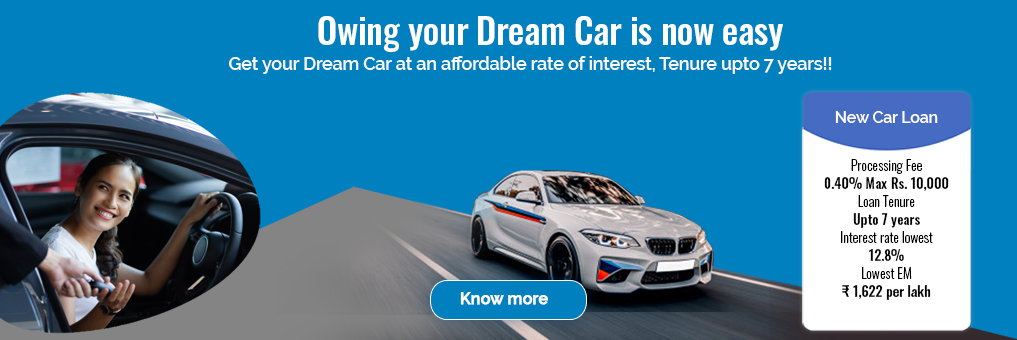 Owing your Dream Car is now easy
Get your Dream Car at an affordable rate of interest, Tenure upto 7 years!!
New Car Loan
Processing Fee
0.40% Max Rs. 10,000
Loan Tenure
Upto 7 years
Interest rate lowest
12.8%
Lowest EM
₹ 1,622 per lakh
Know more